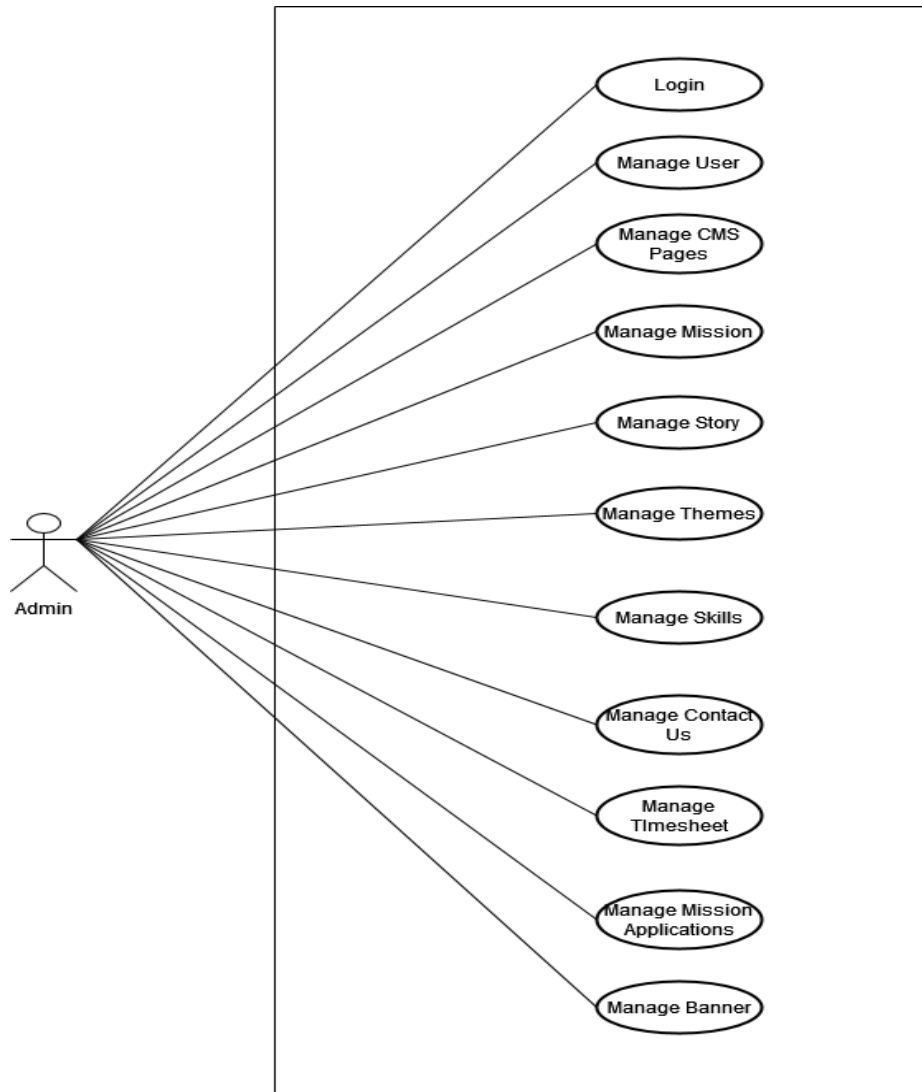 Login
Manage User
Manage CMS
Pages
Manage Mission
Manage Story
Manage Themes
Admin
Manage Skills
Manage Contact
Us
Manage
TImesheet
Manage Mission
Applications
Manage Banner